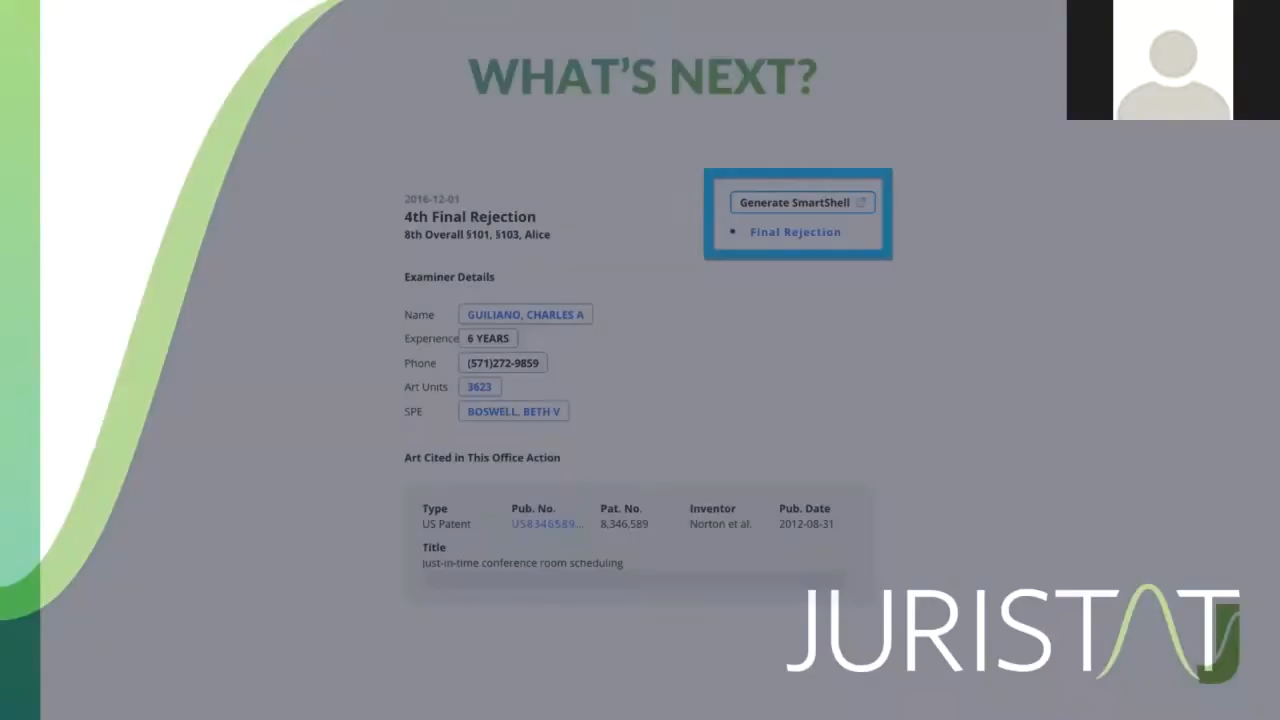 WHAT'S NEXT?
2016-12-01
4th Final Rejection
8th Overall §101, §103, Alice
Generate SmartShell
• Final Rejection
Examiner Details
Name GUILIANO, CHARLES A
Experience 6 YEARS
Phone (571)272-9859
Art Units 3623
SPE BOSWELL, BETH V
Art Cited in This Office Action
Type Pub. No. Pat. No. Inventor Pub. Date
US Patent US8346589... 8,346,589 Norton et al. 2012-08-31
Title
Just-in-time conference room scheduling
JURISTAT
J